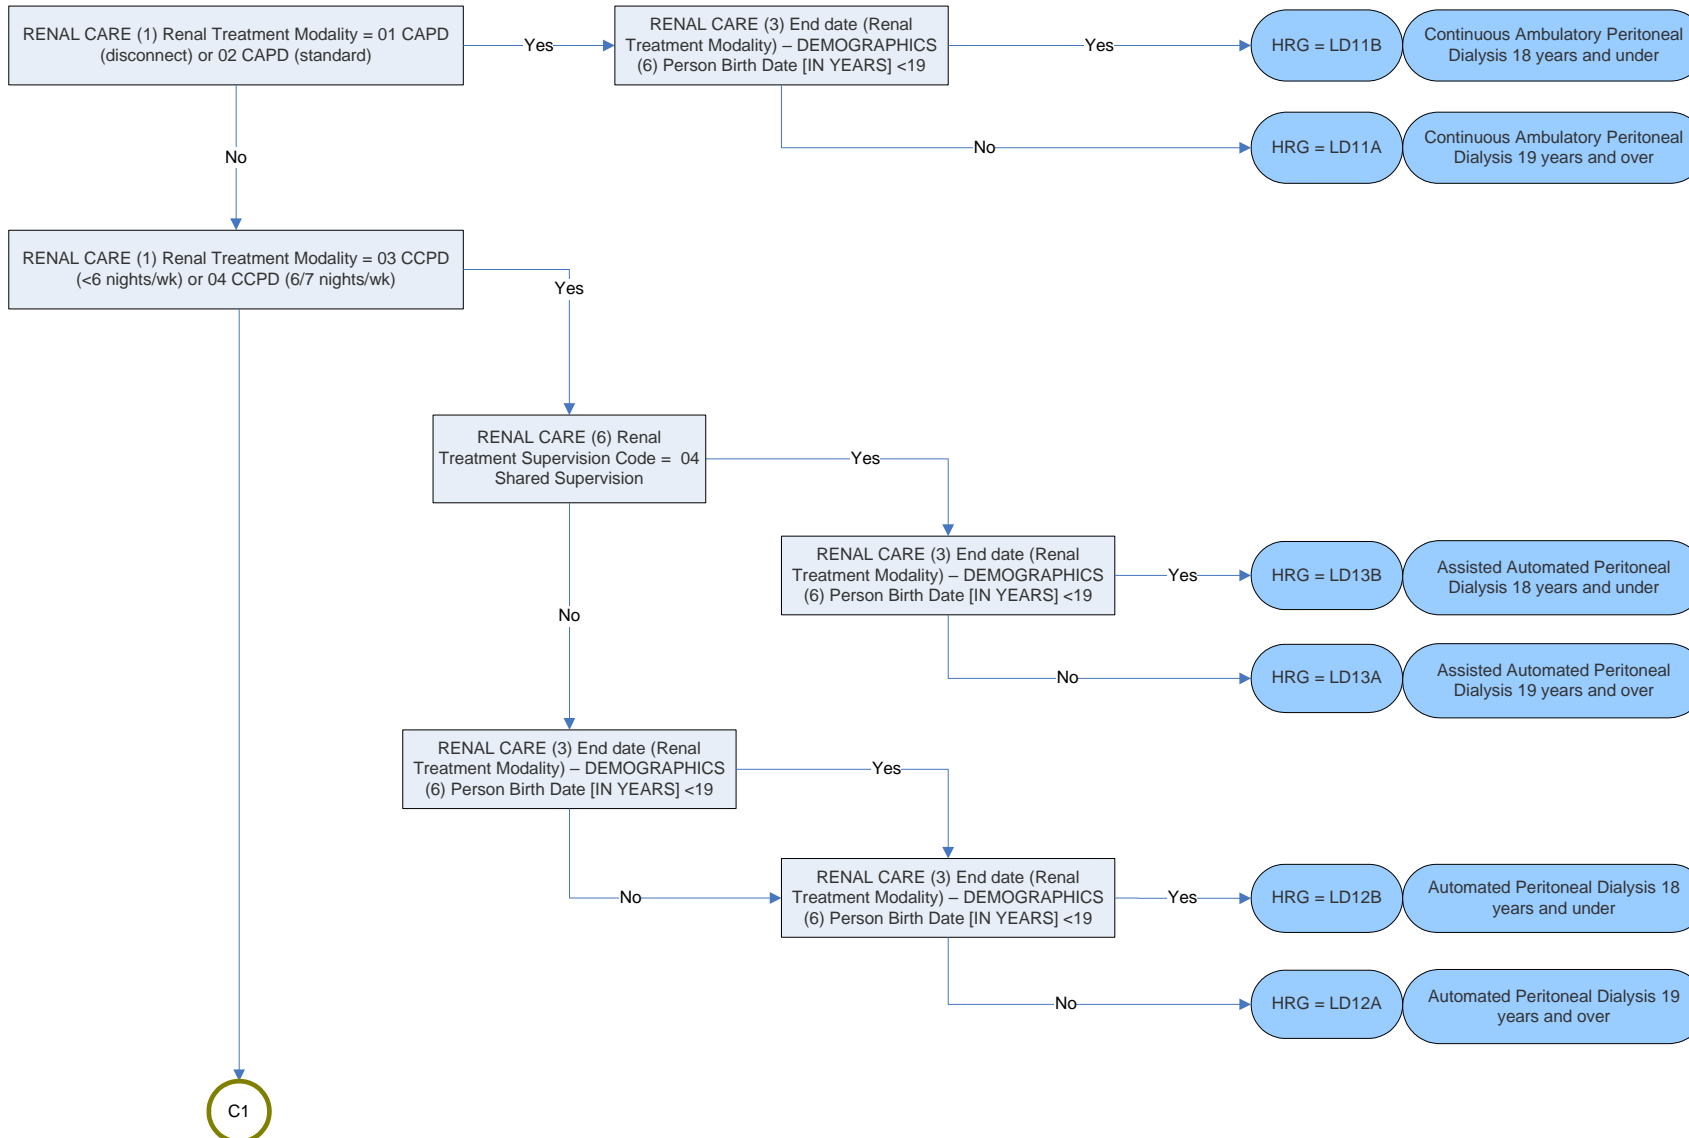 RENAL CARE (1) Renal Treatment Modality = 01 CAPD
(disconnect) or 02 CAPD (standard)
Yes
RENAL CARE (3) End date (Renal
Treatment Modality) – DEMOGRAPHICS
(6) Person Birth Date [IN YEARS] <19
Yes
HRG = LD11B
Continuous Ambulatory Peritoneal
Dialysis 18 years and under
No
HRG = LD11A
Continuous Ambulatory Peritoneal
Dialysis 19 years and over
No
RENAL CARE (1) Renal Treatment Modality = 03 CCPD
(<6 nights/wk) or 04 CCPD (6/7 nights/wk)
Yes
RENAL CARE (6) Renal
Treatment Supervision Code = 04
Shared Supervision
Yes
RENAL CARE (3) End date (Renal
Treatment Modality) – DEMOGRAPHICS
(6) Person Birth Date [IN YEARS] <19
Yes
HRG = LD13B
Assisted Automated Peritoneal
Dialysis 18 years and under
No
No
HRG = LD13A
Assisted Automated Peritoneal
Dialysis 19 years and over
RENAL CARE (3) End date (Renal
Treatment Modality) – DEMOGRAPHICS
(6) Person Birth Date [IN YEARS] <19
Yes
No
RENAL CARE (3) End date (Renal
Treatment Modality) – DEMOGRAPHICS
(6) Person Birth Date [IN YEARS] <19
Yes
HRG = LD12B
Automated Peritoneal Dialysis 18
years and under
No
HRG = LD12A
Automated Peritoneal Dialysis 19
years and over
C1